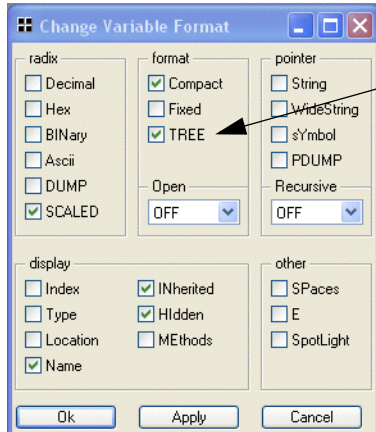 Change Variable Format
radix
Decimal
Hex
BINary
Ascii
DUMP
SCALED
format
Compact
Fixed
TREE
Open
OFF
pointer
String
WideString
sYmbol
PDUMP
Recursive
OFF
display
Index
Type
Location
Name
INherited
HIdden
MEthods
other
SPaces
E
SpotLight
Ok
Apply
Cancel